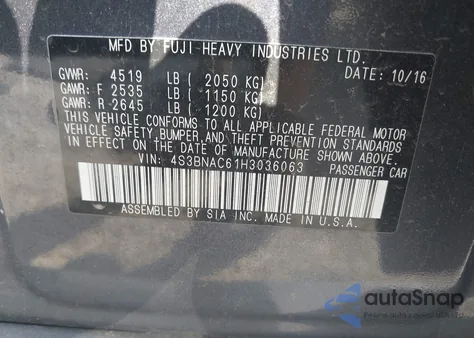 MFD BY FUJI HEAVY INDUSTRIES LTD.
GVWR: 4519 LB ( 2050 KG) DATE: 10/16
GAWR: F 2535 LB ( 1150 KG)
GAWR: R 2645 LB ( 1200 KG)
THIS VEHICLE CONFORMS TO ALL APPLICABLE FEDERAL MOTOR
VEHICLE SAFETY, BUMPER, AND THEFT PREVENTION STANDARDS
IN EFFECT ON THE DATE OF MANUFACTURE SHOWN ABOVE.
VIN: 4S3BNAC61H3036063 PASSENGER CAR
ASSEMBLED BY SIA INC. MADE IN U.S.A.
autoSnap